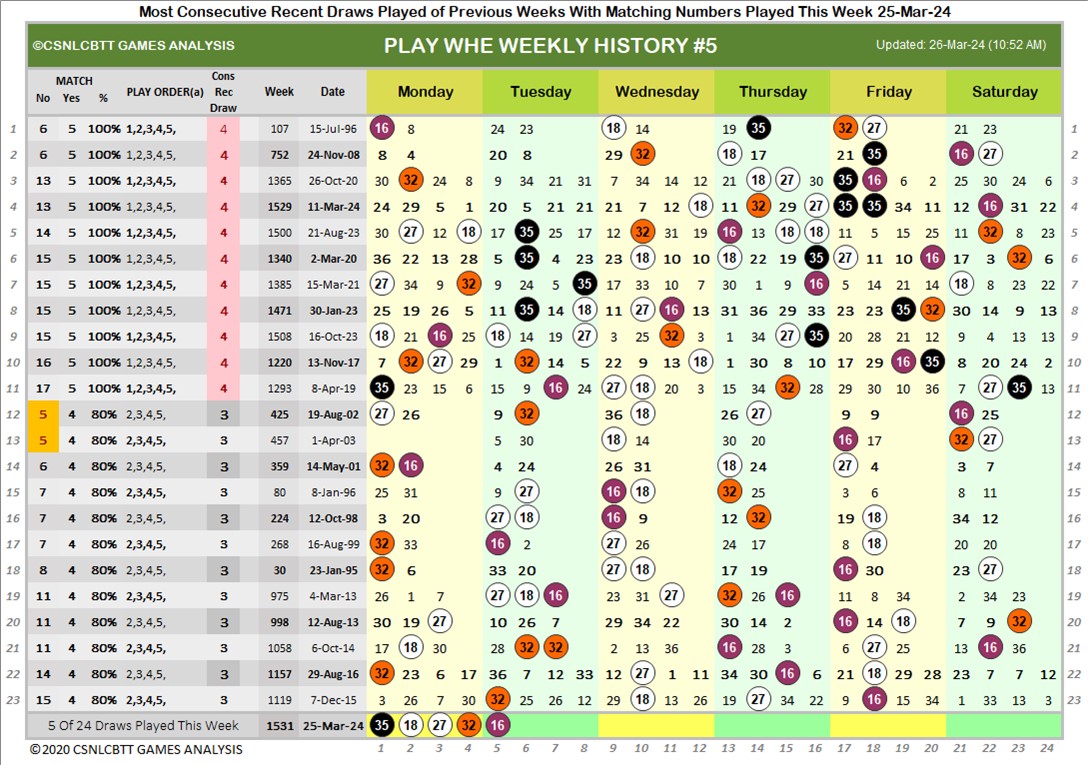 Most Consecutive Recent Draws Played of Previous Weeks With Matching Numbers Played This Week 25-Mar-24
©CSNLCBTT GAMES ANALYSIS PLAY WHE WEEKLY HISTORY #5 Updated: 26-Mar-24 (10:52 AM)
MATCH Cons
No Yes % PLAY ORDER(a) Rec Week Date Monday Tuesday Wednesday Thursday Friday Saturday
Draw
1 6 5 100% 1,2,3,4,5, 4 107 15-Jul-96 16 8 24 23 18 14 19 35 32 27 21 23 1
2 6 5 100% 1,2,3,4,5, 4 752 24-Nov-08 8 4 20 8 29 32 18 17 21 35 16 27 2
3 13 5 100% 1,2,3,4,5, 4 1365 26-Oct-20 30 32 24 8 9 34 21 31 7 34 14 12 21 18 27 30 35 16 6 2 25 30 24 6 3
4 13 5 100% 1,2,3,4,5, 4 1529 11-Mar-24 24 29 5 1 20 5 21 21 21 7 12 18 11 32 29 27 35 35 34 11 12 16 31 22 4
5 14 5 100% 1,2,3,4,5, 4 1500 21-Aug-23 30 27 12 18 17 35 25 17 12 32 31 19 16 13 18 18 11 5 15 25 11 32 8 23 5
6 15 5 100% 1,2,3,4,5, 4 1340 2-Mar-20 36 22 13 28 5 35 4 23 23 18 10 10 18 22 19 35 27 11 10 16 17 3 32 6 6
7 15 5 100% 1,2,3,4,5, 4 1385 15-Mar-21 27 34 9 32 9 24 5 35 17 33 10 7 30 1 9 16 5 14 21 14 18 8 23 22 7
8 15 5 100% 1,2,3,4,5, 4 1471 30-Jan-23 25 19 26 5 11 35 14 18 11 27 16 13 31 36 29 33 23 23 35 32 30 14 9 13 8
9 15 5 100% 1,2,3,4,5, 4 1508 16-Oct-23 18 21 16 25 18 14 19 27 3 25 32 9 1 34 27 35 20 28 21 12 9 4 13 13 9
10 16 5 100% 1,2,3,4,5, 4 1220 13-Nov-17 7 32 27 29 1 32 14 5 22 9 13 18 1 30 8 10 17 29 16 35 8 20 24 2 10
11 17 5 100% 1,2,3,4,5, 4 1293 8-Apr-19 35 23 15 6 15 9 16 24 27 18 20 3 15 34 32 28 29 30 10 36 7 27 35 13 11
12 5 4 80% 2,3,4,5, 3 425 19-Aug-02 27 26 9 32 36 18 26 27 9 9 16 25 12
13 5 4 80% 2,3,4,5, 3 457 1-Apr-03 5 30 18 14 30 20 16 17 32 27 13
14 6 4 80% 2,3,4,5, 3 359 14-May-01 32 16 4 24 26 31 18 24 27 4 3 7 14
15 7 4 80% 2,3,4,5, 3 80 8-Jan-96 25 31 9 27 16 18 32 25 3 6 8 11 15
16 7 4 80% 2,3,4,5, 3 224 12-Oct-98 3 20 27 18 16 9 12 32 19 18 34 12 16
17 7 4 80% 2,3,4,5, 3 268 16-Aug-99 32 33 16 2 27 26 24 17 8 18 20 20 17
18 8 4 80% 2,3,4,5, 3 30 23-Jan-95 32 6 33 20 27 18 17 19 16 30 23 27 18
19 11 4 80% 2,3,4,5, 3 975 4-Mar-13 26 1 7 27 18 16 23 31 27 32 26 16 11 8 34 2 34 23 19
20 11 4 80% 2,3,4,5, 3 998 12-Aug-13 30 19 27 10 26 7 29 34 22 30 14 2 16 14 18 7 9 32 20
21 11 4 80% 2,3,4,5, 3 1058 6-Oct-14 17 18 30 28 32 32 2 13 36 16 28 3 6 27 25 13 16 36 21
22 14 4 80% 2,3,4,5, 3 1157 29-Aug-16 32 23 6 17 36 7 12 33 12 27 1 11 34 30 16 6 21 18 29 28 23 7 7 12 22
23 15 4 80% 2,3,4,5, 3 1119 7-Dec-15 3 26 7 30 32 25 26 12 29 18 13 26 19 27 34 22 9 16 15 34 1 33 13 3 23
5 Of 24 Draws Played This Week 1531 25-Mar-24 35 18 27 32 16
© 2020 CSNLCBTT GAMES ANALYSIS 1 2 3 4 5 6 7 8 9 10 11 12 13 14 15 16 17 18 19 20 21 22 23 24